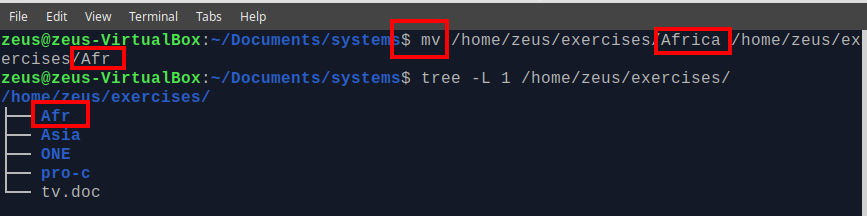 File Edit View Terminal Tabs Help
zeus@zeus-VirtualBox:~/Documents/systems$ mv /home/zeus/exercises/Africa /home/zeus/ex
ercises/Afr
zeus@zeus-VirtualBox:~/Documents/systems$ tree -L 1 /home/zeus/exercises/
/home/zeus/exercises/
├── Afr
├── Asia
├── ONE
├── pro-c
└── tv.doc